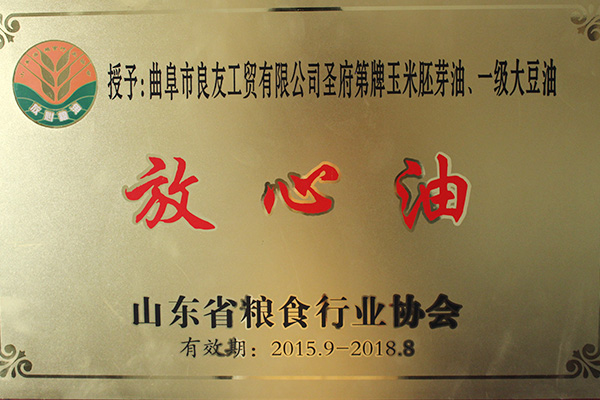 授予:曲阜市良友工贸有限公司圣府第牌玉米胚芽油、一级大豆油
放心油
山东省粮食行业协会
有效期：2015.9-2018.8